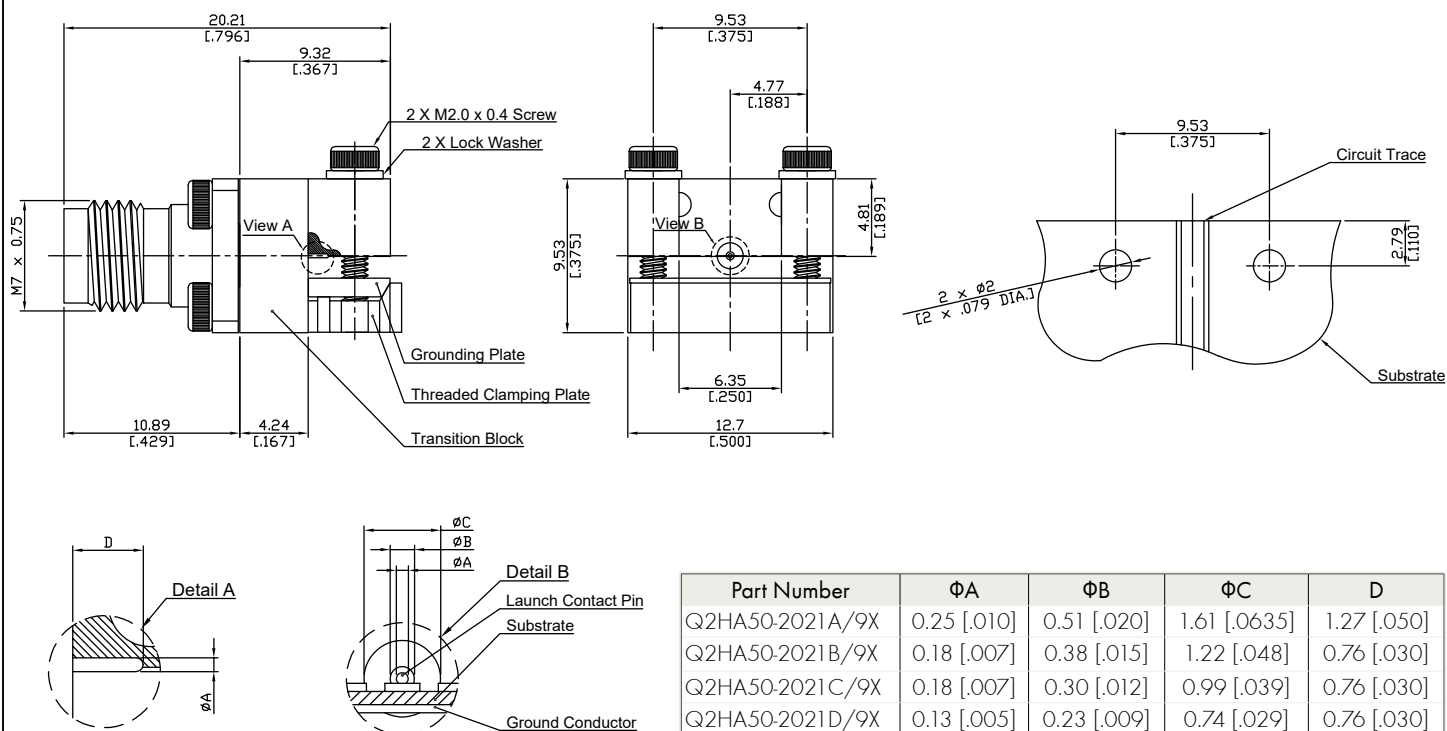 20.21
[.796]
9.32
[.367]
2 X M2.0 x 0.4 Screw
2 X Lock Washer
M7 x 0.75
View A
Grounding Plate
Threaded Clamping Plate
Transition Block
10.89
[.429]
4.24
[.167]
9.53
[.375]
4.77
[.188]
View B
9.53
[.375]
4.81
[.189]
6.35
[.250]
12.7
[.500]
9.53
[.375]
Circuit Trace
2.79
[.110]
2 x ø2
[2 x .079 DIA.]
Substrate
D
Detail A
øA
øC
øB
øA
Detail B
Launch Contact Pin
Substrate
Ground Conductor
Part Number ΦA ΦB ΦC D
Q2HA50-2021A/9X 0.25 [.010] 0.51 [.020] 1.61 [.0635] 1.27 [.050]
Q2HA50-2021B/9X 0.18 [.007] 0.38 [.015] 1.22 [.048] 0.76 [.030]
Q2HA50-2021C/9X 0.18 [.007] 0.30 [.012] 0.99 [.039] 0.76 [.030]
Q2HA50-2021D/9X 0.13 [.005] 0.23 [.009] 0.74 [.029] 0.76 [.030]